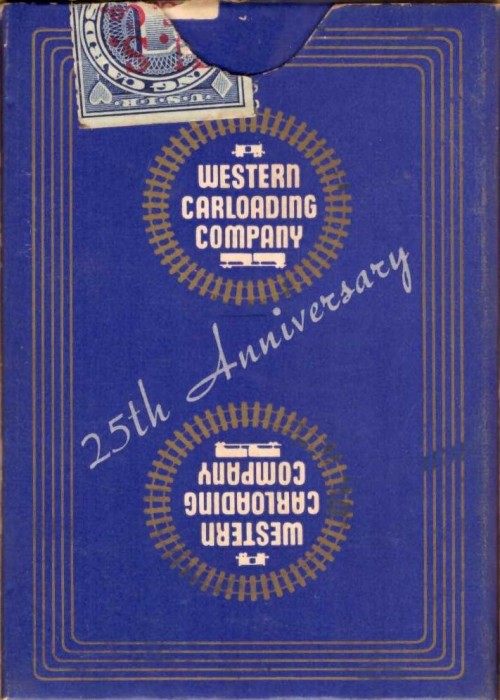 U.S.I.R.
WESTERN
CARLOADING
COMPANY
25th Anniversary
WESTERN
CARLOADING
COMPANY